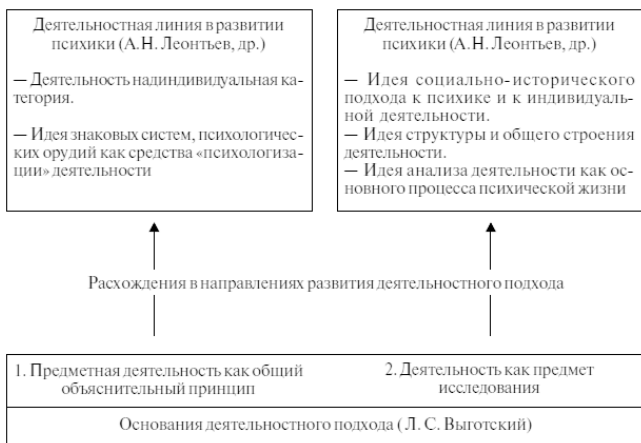 Деятельностная линия в развитии
психики (А.Н. Леонтьев, др.)
— Деятельность надиндивидуальная ка-
тегория.
— Идея знаковых систем, психологичес-
ких орудий как средства «психологиза-
ции» деятельности
Деятельностная линия в развитии
психики (А.Н. Леонтьев, др.)
— Идея социально-исторического
подхода к психике и к индивидуаль-
ной деятельности.
— Идея структуры и общего строения
деятельности.
— Идея анализа деятельности как ос-
новного процесса психической жизни
Расхождения в направлениях развития деятельностного подхода
1. Предметная деятельность как общий
объяснительный принцип
2. Деятельность как предмет
исследования
Основания деятельностного подхода (Л. С. Выготский)